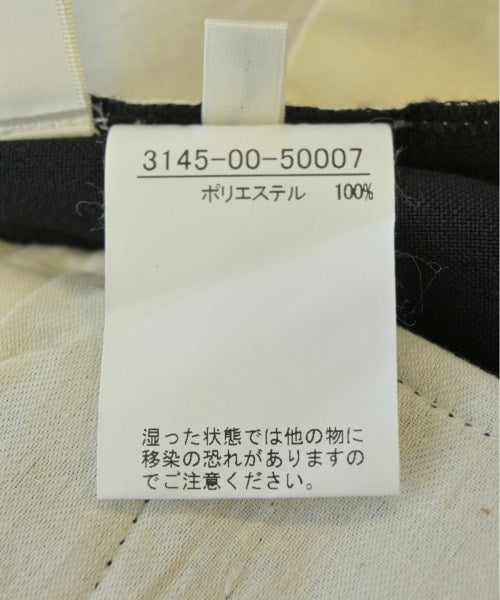 3145-00-50007
ポリエステル 100%
湿った状態では他の物に
移染の恐れがありますの
でご注意ください。